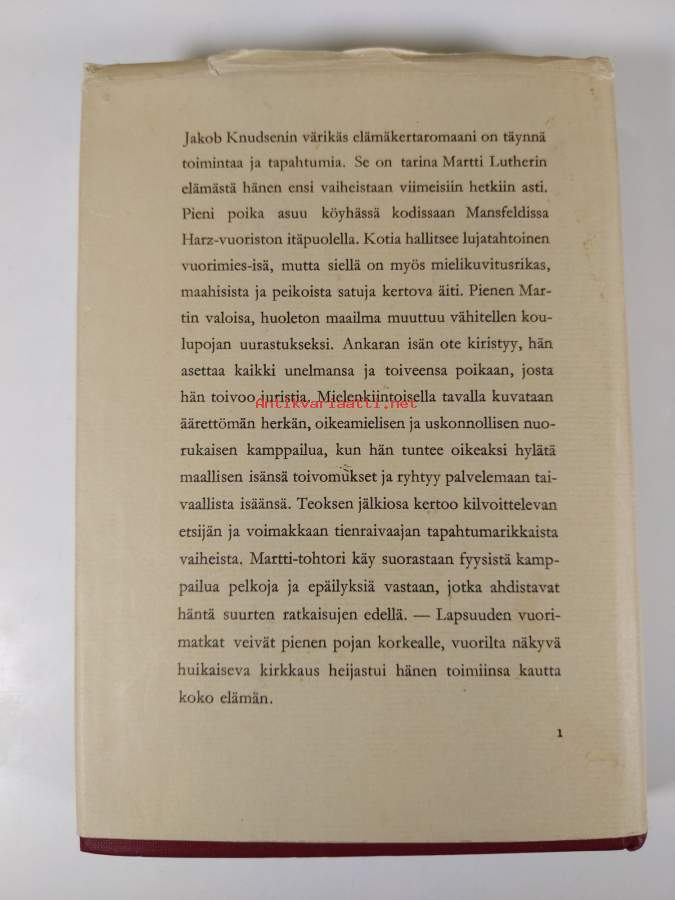 Jakob Knudsenin värikäs elämäkertaromaani on täynnä
toimintaa ja tapahtumia. Se on tarina Martti Lutherin
elämästä hänen ensi vaiheistaan viimeisiin hetkiin asti.
Pieni poika asuu köyhässä kodissaan Mansfeldissa
Harz-vuoriston itäpuolella. Kotia hallitsee lujatahtoinen
vuorimies-isä, mutta siellä on myös mielikuvitusrikas,
maahisista ja peikoista satuja kertova äiti. Pienen Mar-
tin valoisa, huoleton maailma muuttuu vähitellen kou-
lupojan uurastukseksi. Ankaran isän ote kiristyy, hän
asettaa kaikki unelmansa ja toiveensa poikaan, josta
hän toivoo juristia. Mielenkiintoisella tavalla kuvataan
Antikvariaatti.net
äärettömän herkän, oikeamielisen ja uskonnollisen nuo-
rukaisen kamppailua, kun hän tuntee oikeaksi hylätä
maallisen isänsä toivomukset ja ryhtyy palvelemaan tai-
vaallista isäänsä. Teoksen jälkiosa kertoo kilvoittelevan
etsijän ja voimakkaan tienraivaajan tapahtumarikkaista
vaiheista. Martti-tohtori käy suorastaan fyysistä kamp-
pailua pelkoja ja epäilyksiä vastaan, jotka ahdistavat
häntä suurten ratkaisujen edellä. — Lapsuuden vuori-
matkat veivät pienen pojan korkealle, vuorilta näkyvä
huikaiseva kirkkaus heijastui hänen toimiinsa kautta
koko elämän.
1